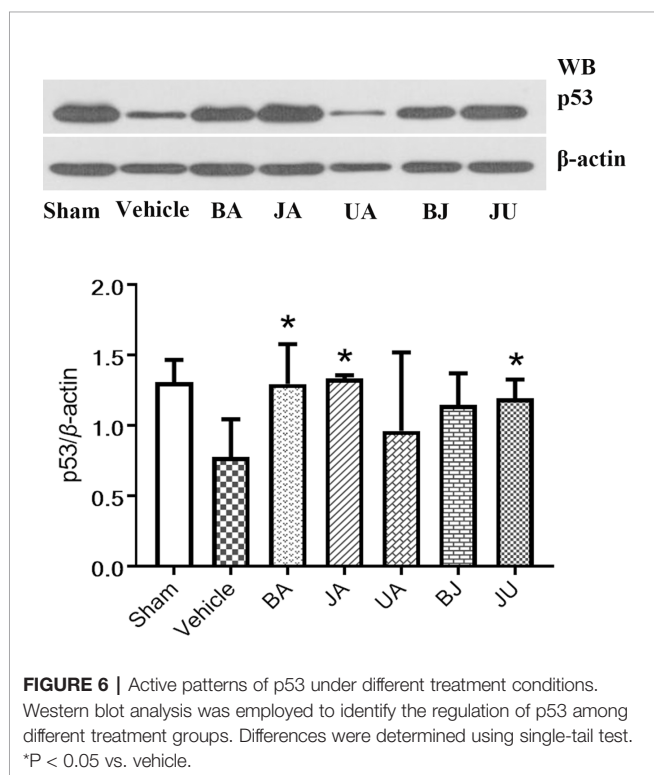 WB
p53
β-actin
Sham Vehicle BA JA UA BJ JU
2.0
1.5
1.0
0.5
0.0
p53/β-actin
* * *
Sham Vehicle BA JA UA BJ JU
FIGURE 6 | Active patterns of p53 under different treatment conditions.
Western blot analysis was employed to identify the regulation of p53 among
different treatment groups. Differences were determined using single-tail test.
*P < 0.05 vs. vehicle.